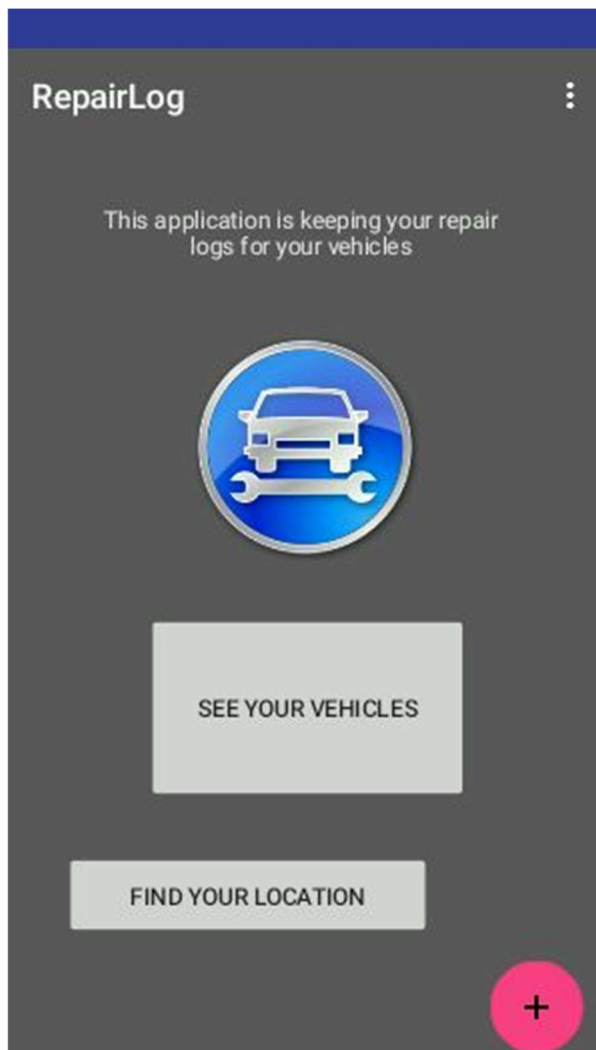 RepairLog
This application is keeping your repair
logs for your vehicles
SEE YOUR VEHICLES
FIND YOUR LOCATION
+